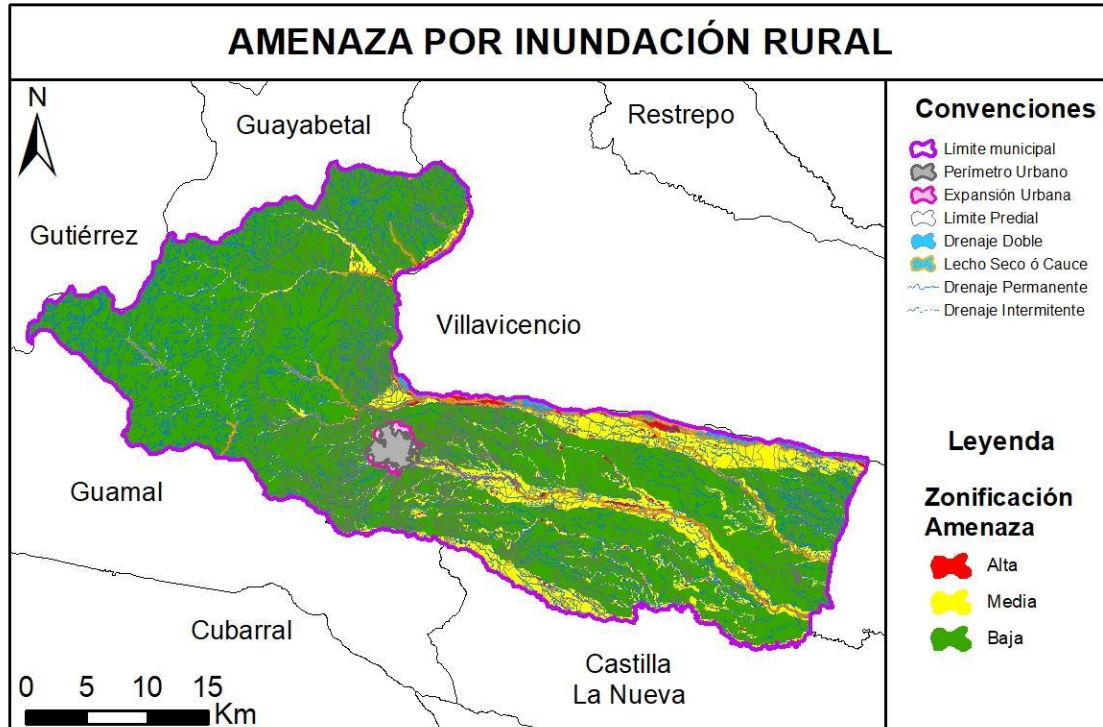 AMENAZA POR INUNDACIÓN RURAL
N
Guayabetal
Restrepo
Gutiérrez
Villavicencio
Guamal
Cubarral
Castilla
La Nueva
0 5 10 15
Km
Convenciones
Límite municipal
Perímetro Urbano
Expansión Urbana
Límite Predial
Drenaje Doble
Lecho Seco ó Cauce
Drenaje Permanente
Drenaje Intermitente
Leyenda
Zonificación
Amenaza
Alta
Media
Baja